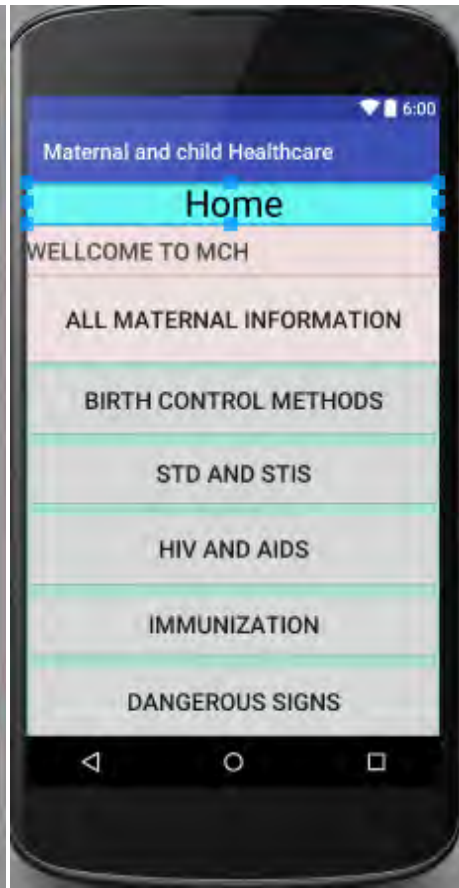 6:00
Maternal and child Healthcare
Home
WELLCOME TO MCH
ALL MATERNAL INFORMATION
BIRTH CONTROL METHODS
STD AND STIS
HIV AND AIDS
IMMUNIZATION
DANGEROUS SIGNS